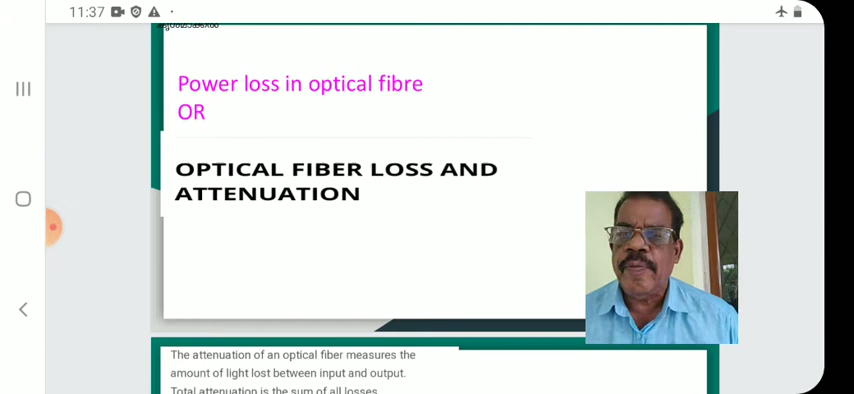 11:37
Power loss in optical fibre
OR
OPTICAL FIBER LOSS AND
ATTENUATION
The attenuation of an optical fiber measures the
amount of light lost between input and output.
Total attenuation is the sum of all losses